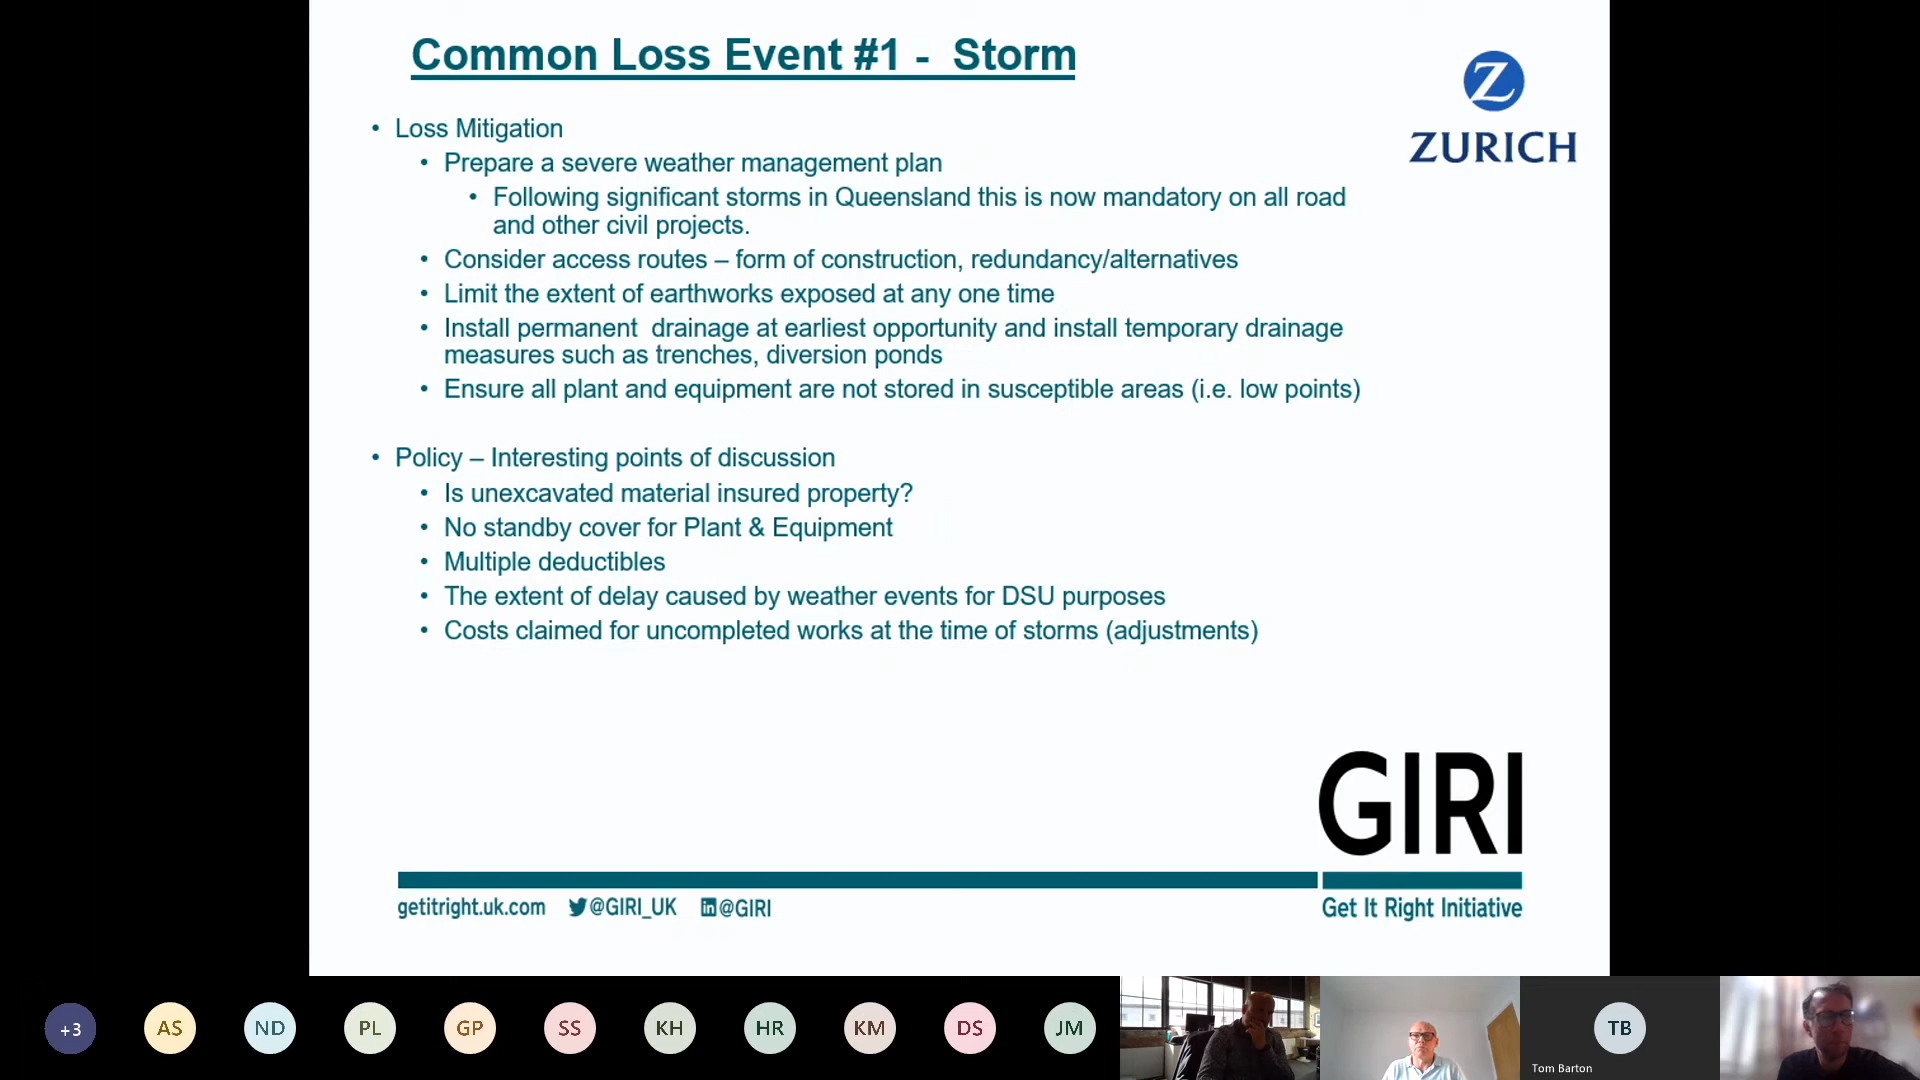 Common Loss Event #1 - Storm
Z
ZURICH
• Loss Mitigation
• Prepare a severe weather management plan
• Following significant storms in Queensland this is now mandatory on all road
and other civil projects.
• Consider access routes – form of construction, redundancy/alternatives
• Limit the extent of earthworks exposed at any one time
• Install permanent drainage at earliest opportunity and install temporary drainage
measures such as trenches, diversion ponds
• Ensure all plant and equipment are not stored in susceptible areas (i.e. low points)
• Policy – Interesting points of discussion
• Is unexcavated material insured property?
• No standby cover for Plant & Equipment
• Multiple deductibles
• The extent of delay caused by weather events for DSU purposes
• Costs claimed for uncompleted works at the time of storms (adjustments)
GIRI
getitright.uk.com @GIRI_UK in @GIRI
Get It Right Initiative
+3 AS ND PL GP SS KH HR KM DS JM TB
Tom Barton